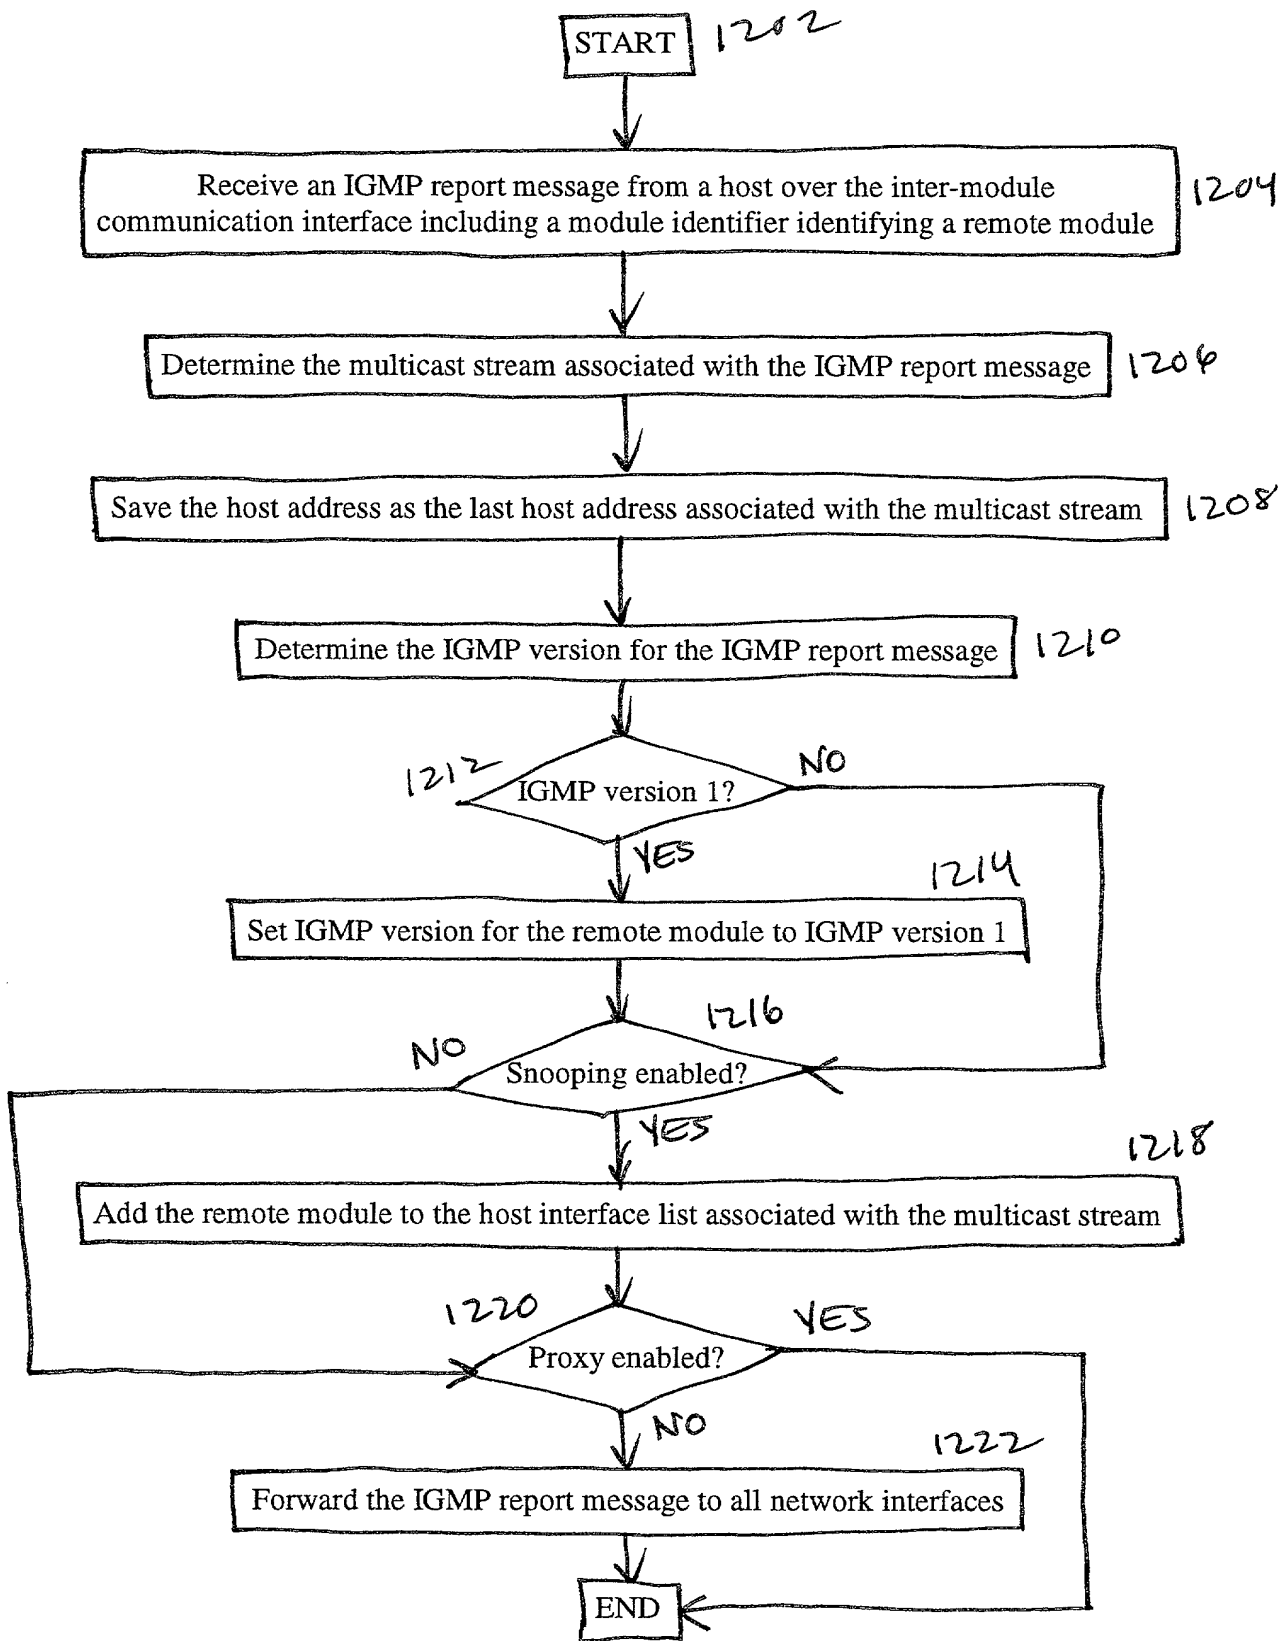 START 1202
Receive an IGMP report message from a host over the inter-module
communication interface including a module identifier identifying a remote module
1204
Determine the multicast stream associated with the IGMP report message 1206
Save the host address as the last host address associated with the multicast stream 1208
Determine the IGMP version for the IGMP report message 1210
1212 IGMP version 1? NO
YES
1214
Set IGMP version for the remote module to IGMP version 1
1216
NO Snooping enabled?
YES
1218
Add the remote module to the host interface list associated with the multicast stream
1220 Proxy enabled? YES
NO
1222
Forward the IGMP report message to all network interfaces
END